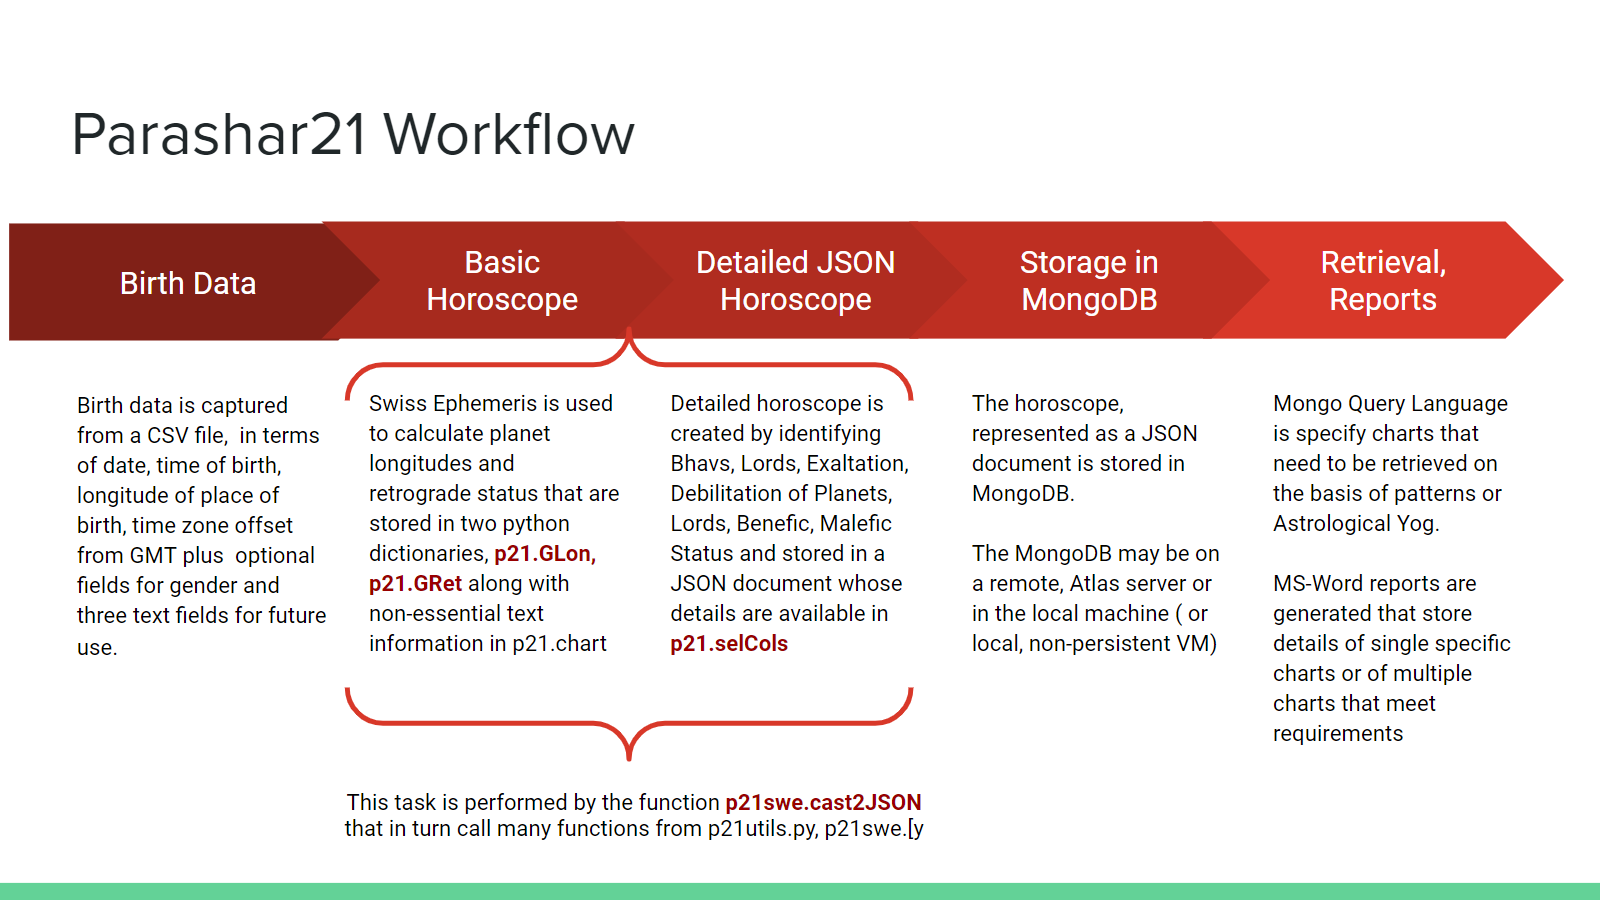 Parashar21 Workflow
Birth Data
Basic
Horoscope
Detailed JSON
Horoscope
Storage in
MongoDB
Retrieval,
Reports
Birth data is captured
from a CSV file,  in terms
of date, time of birth,
longitude of place of
birth, time zone offset
from GMT plus  optional
fields for gender and
three text fields for future
use.
Swiss Ephemeris is used
to calculate planet
longitudes and
retrograde status that are
stored in two python
dictionaries, p21.GLon,
p21.GRet along with
non-essential text
information in p21.chart
Detailed horoscope is
created by identifying
Bhavs, Lords, Exaltation,
Debilitation of Planets,
Lords, Benefic, Malefic
Status and stored in a
JSON document whose
details are available in
p21.selCols
The horoscope,
represented as a JSON
document is stored in
MongoDB.
The MongoDB may be on
a remote, Atlas server or
in the local machine ( or
local, non-persistent VM)
Mongo Query Language
is specify charts that
need to be retrieved on
the basis of patterns or
Astrological Yog.
MS-Word reports are
generated that store
details of single specific
charts or of multiple
charts that meet
requirements
This task is performed by the function p21swe.cast2JSON
that in turn call many functions from p21utils.py, p21swe.[y